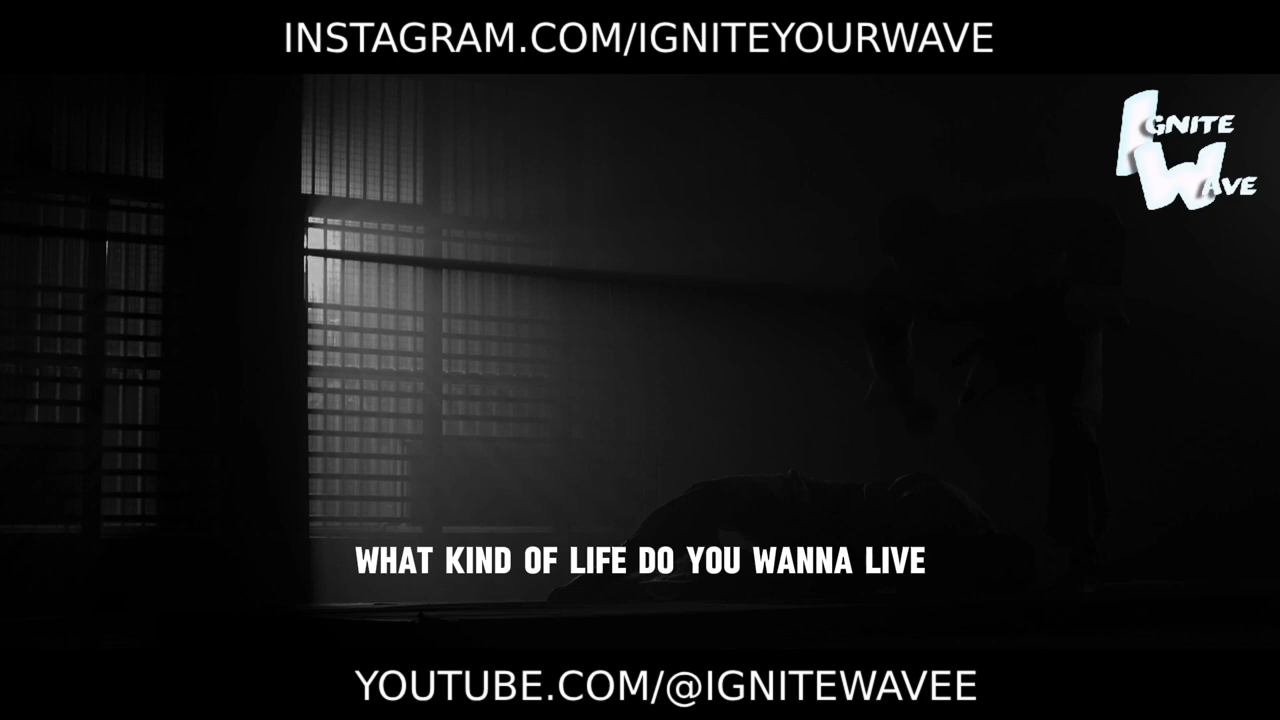 INSTAGRAM.COM/IGNITEYOURWAVE
IGNITE
WAVE
WHAT KIND OF LIFE DO YOU WANNA LIVE
YOUTUBE.COM/@IGNITEWAVEE